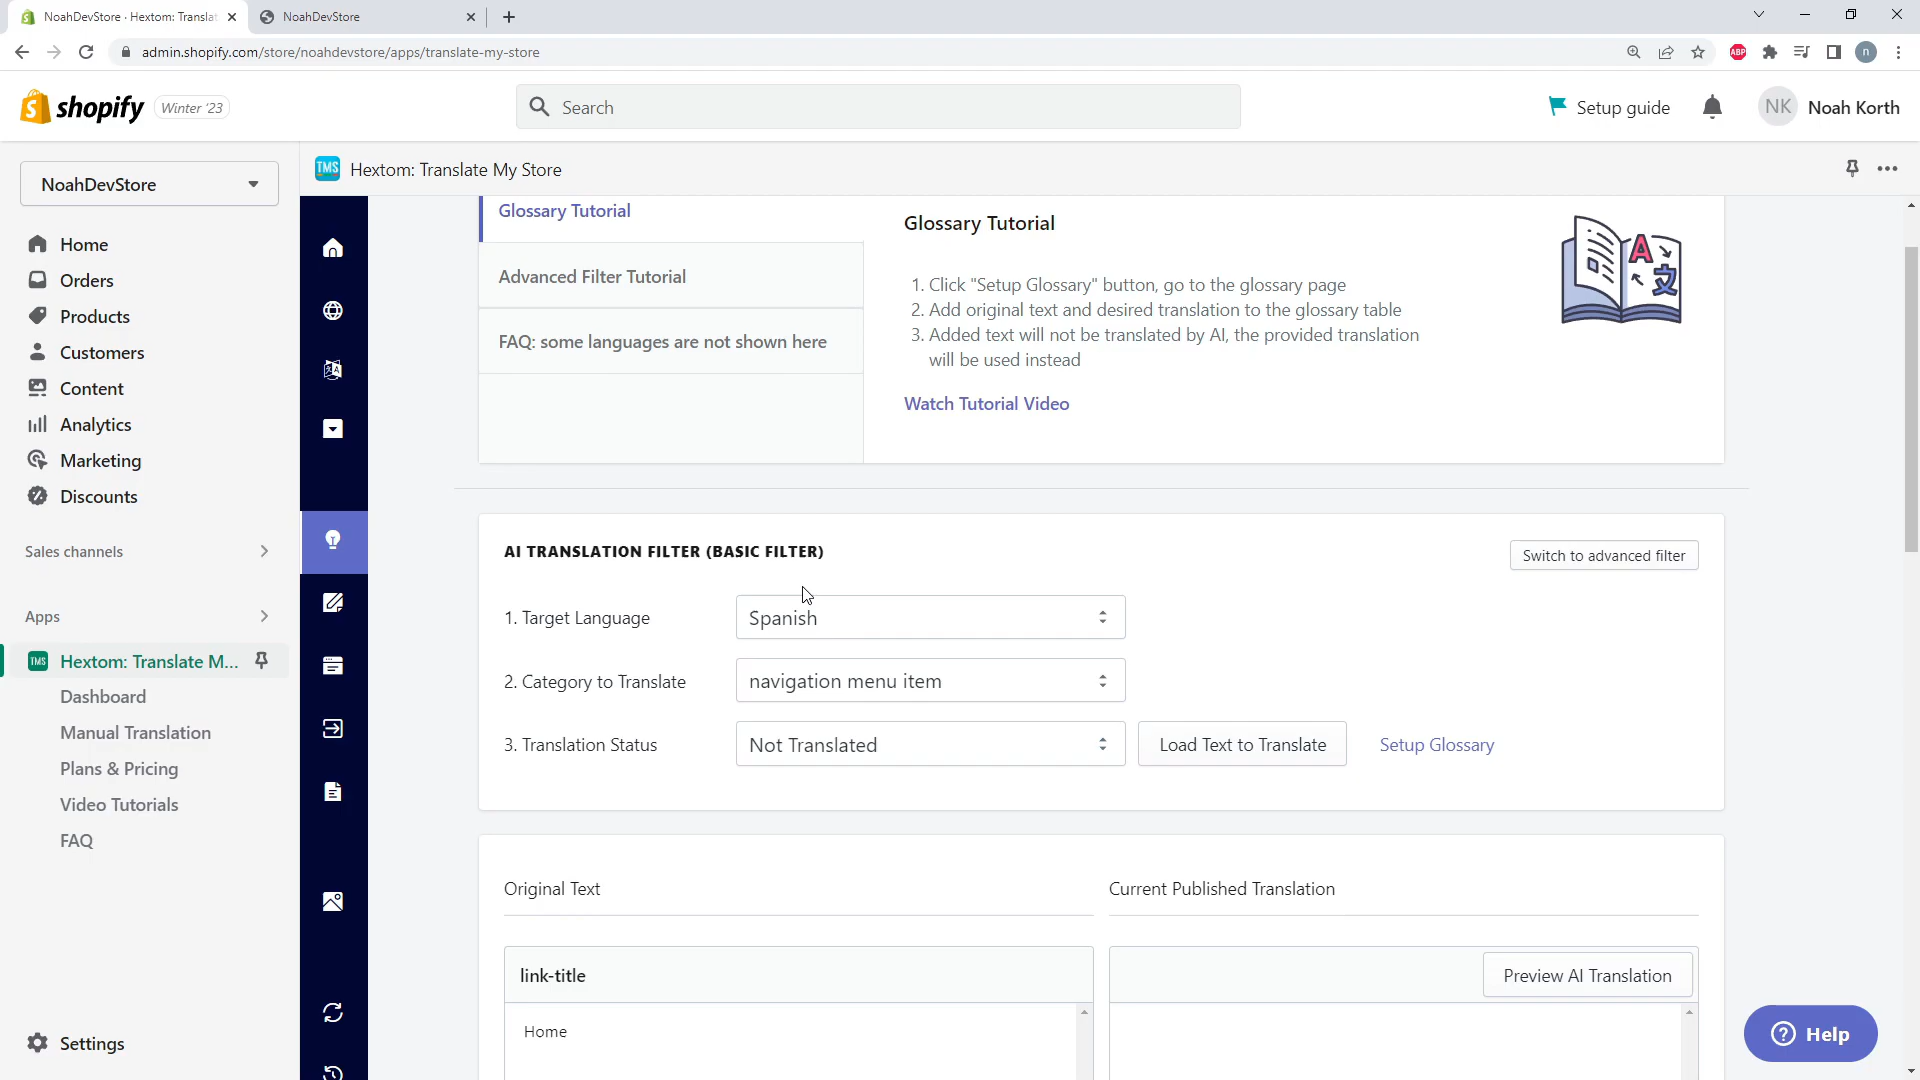 NoahDevStore · Hextom: Translat
NoahDevStore
admin.shopify.com/store/noahdevstore/apps/translate-my-store
ABP
n
shopify
Winter '23
Search
Setup guide
NK
Noah Korth
NoahDevStore
TMS
Hextom: Translate My Store
Home
Orders
Products
Customers
Content
Analytics
Marketing
Discounts
Sales channels
Apps
TMS
Hextom: Translate M...
Dashboard
Manual Translation
Plans & Pricing
Video Tutorials
FAQ
Settings
Glossary Tutorial
Advanced Filter Tutorial
FAQ: some languages are not shown here
Glossary Tutorial
1. Click "Setup Glossary" button, go to the glossary page
2. Add original text and desired translation to the glossary table
3. Added text will not be translated by AI, the provided translation
will be used instead
Watch Tutorial Video
AI TRANSLATION FILTER (BASIC FILTER)
Switch to advanced filter
1. Target Language
Spanish
2. Category to Translate
navigation menu item
3. Translation Status
Not Translated
Load Text to Translate
Setup Glossary
Original Text
Current Published Translation
link-title
Preview AI Translation
Home
Help